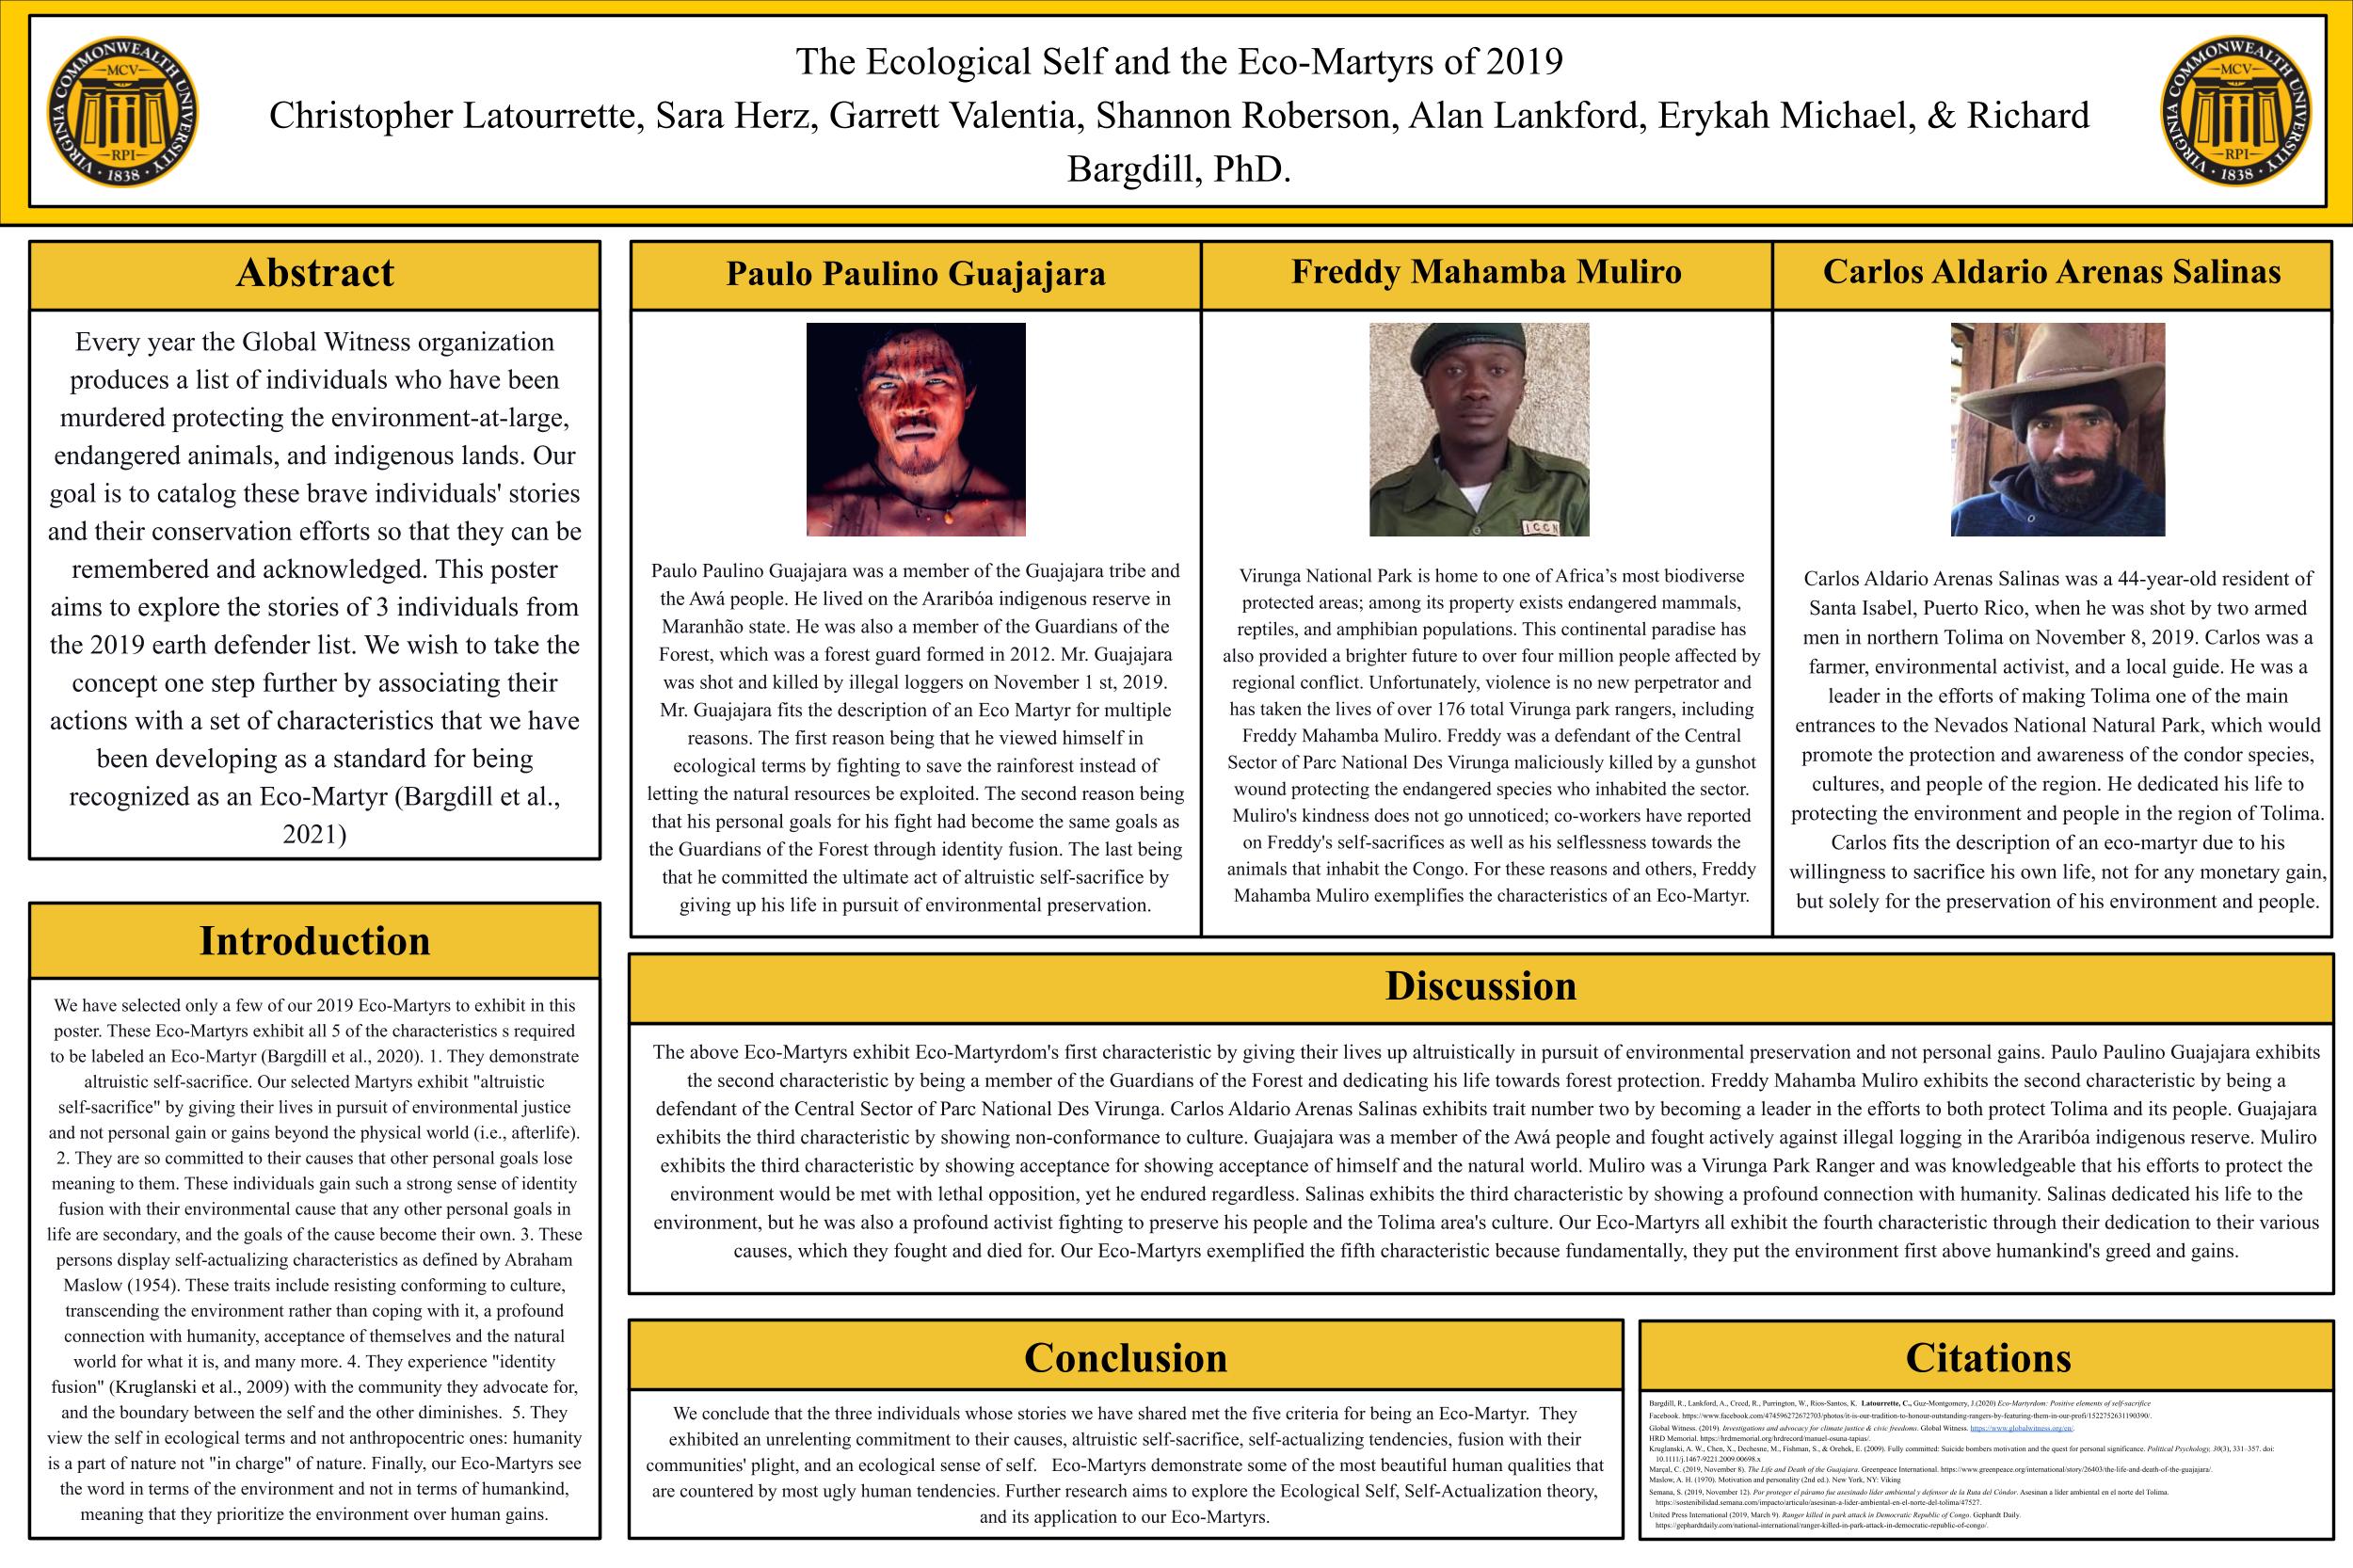 The Ecological Self and the Eco-Martyrs of 2019
Christopher Latourrette, Sara Herz, Garrett Valentia, Shannon Roberson, Alan Lankford, Erykah Michael, & Richard
Bargdill, PhD.
VIRGINIA COMMONWEALTH UNIVERSITY
MCV
RPI
· 1838 ·
VIRGINIA COMMONWEALTH UNIVERSITY
MCV
RPI
· 1838 ·
Abstract
Every year the Global Witness organization
produces a list of individuals who have been
murdered protecting the environment-at-large,
endangered animals, and indigenous lands. Our
goal is to catalog these brave individuals' stories
and their conservation efforts so that they can be
remembered and acknowledged. This poster
aims to explore the stories of 3 individuals from
the 2019 earth defender list. We wish to take the
concept one step further by associating their
actions with a set of characteristics that we have
been developing as a standard for being
recognized as an Eco-Martyr (Bargdill et al.,
2021)
Introduction
We have selected only a few of our 2019 Eco-Martyrs to exhibit in this
poster. These Eco-Martyrs exhibit all 5 of the characteristics s required
to be labeled an Eco-Martyr (Bargdill et al., 2020). 1. They demonstrate
altruistic self-sacrifice. Our selected Martyrs exhibit "altruistic
self-sacrifice" by giving their lives in pursuit of environmental justice
and not personal gain or gains beyond the physical world (i.e., afterlife).
2. They are so committed to their causes that other personal goals lose
meaning to them. These individuals gain such a strong sense of identity
fusion with their environmental cause that any other personal goals in
life are secondary, and the goals of the cause become their own. 3. These
persons display self-actualizing characteristics as defined by Abraham
Maslow (1954). These traits include resisting conforming to culture,
transcending the environment rather than coping with it, a profound
connection with humanity, acceptance of themselves and the natural
world for what it is, and many more. 4. They experience "identity
fusion" (Kruglanski et al., 2009) with the community they advocate for,
and the boundary between the self and the other diminishes. 5. They
view the self in ecological terms and not anthropocentric ones: humanity
is a part of nature not "in charge" of nature. Finally, our Eco-Martyrs see
the word in terms of the environment and not in terms of humankind,
meaning that they prioritize the environment over human gains.
Paulo Paulino Guajajara
Paulo Paulino Guajajara was a member of the Guajajara tribe and
the Awá people. He lived on the Araribóa indigenous reserve in
Maranhão state. He was also a member of the Guardians of the
Forest, which was a forest guard formed in 2012. Mr. Guajajara
was shot and killed by illegal loggers on November 1 st, 2019.
Mr. Guajajara fits the description of an Eco Martyr for multiple
reasons. The first reason being that he viewed himself in
ecological terms by fighting to save the rainforest instead of
letting the natural resources be exploited. The second reason being
that his personal goals for his fight had become the same goals as
the Guardians of the Forest through identity fusion. The last being
that he committed the ultimate act of altruistic self-sacrifice by
giving up his life in pursuit of environmental preservation.
Freddy Mahamba Muliro
ICCN
Virunga National Park is home to one of Africa’s most biodiverse
protected areas; among its property exists endangered mammals,
reptiles, and amphibian populations. This continental paradise has
also provided a brighter future to over four million people affected by
regional conflict. Unfortunately, violence is no new perpetrator and
has taken the lives of over 176 total Virunga park rangers, including
Freddy Mahamba Muliro. Freddy was a defendant of the Central
Sector of Parc National Des Virunga maliciously killed by a gunshot
wound protecting the endangered species who inhabited the sector.
Muliro's kindness does not go unnoticed; co-workers have reported
on Freddy's self-sacrifices as well as his selflessness towards the
animals that inhabit the Congo. For these reasons and others, Freddy
Mahamba Muliro exemplifies the characteristics of an Eco-Martyr.
Carlos Aldario Arenas Salinas
Carlos Aldario Arenas Salinas was a 44-year-old resident of
Santa Isabel, Puerto Rico, when he was shot by two armed
men in northern Tolima on November 8, 2019. Carlos was a
farmer, environmental activist, and a local guide. He was a
leader in the efforts of making Tolima one of the main
entrances to the Nevados National Natural Park, which would
promote the protection and awareness of the condor species,
cultures, and people of the region. He dedicated his life to
protecting the environment and people in the region of Tolima.
Carlos fits the description of an eco-martyr due to his
willingness to sacrifice his own life, not for any monetary gain,
but solely for the preservation of his environment and people.
Discussion
The above Eco-Martyrs exhibit Eco-Martyrdom's first characteristic by giving their lives up altruistically in pursuit of environmental preservation and not personal gains. Paulo Paulino Guajajara exhibits
the second characteristic by being a member of the Guardians of the Forest and dedicating his life towards forest protection. Freddy Mahamba Muliro exhibits the second characteristic by being a
defendant of the Central Sector of Parc National Des Virunga. Carlos Aldario Arenas Salinas exhibits trait number two by becoming a leader in the efforts to both protect Tolima and its people. Guajajara
exhibits the third characteristic by showing non-conformance to culture. Guajajara was a member of the Awá people and fought actively against illegal logging in the Araribóa indigenous reserve. Muliro
exhibits the third characteristic by showing acceptance for showing acceptance of himself and the natural world. Muliro was a Virunga Park Ranger and was knowledgeable that his efforts to protect the
environment would be met with lethal opposition, yet he endured regardless. Salinas exhibits the third characteristic by showing a profound connection with humanity. Salinas dedicated his life to the
environment, but he was also a profound activist fighting to preserve his people and the Tolima area's culture. Our Eco-Martyrs all exhibit the fourth characteristic through their dedication to their various
causes, which they fought and died for. Our Eco-Martyrs exemplified the fifth characteristic because fundamentally, they put the environment first above humankind's greed and gains.
Conclusion
We conclude that the three individuals whose stories we have shared met the five criteria for being an Eco-Martyr. They
exhibited an unrelenting commitment to their causes, altruistic self-sacrifice, self-actualizing tendencies, fusion with their
communities' plight, and an ecological sense of self. Eco-Martyrs demonstrate some of the most beautiful human qualities that
are countered by most ugly human tendencies. Further research aims to explore the Ecological Self, Self-Actualization theory,
and its application to our Eco-Martyrs.
Citations
Bargdill, R., Lankford, A., Creed, R., Purrington, W., Rios-Santos, K. Latourrette, C., Guz-Montgomery, J.(2020) Eco-Martyrdom: Positive elements of self-sacrifice
Facebook. https://www.facebook.com/474596272672703/photos/it-is-our-tradition-to-honour-outstanding-rangers-by-featuring-them-in-our-profi/1522752631190390/.
Global Witness. (2019). Investigations and advocacy for climate justice & civic freedoms. Global Witness. https://www.globalwitness.org/en/.
HRD Memorial. https://hrdmemorial.org/hrdrecord/manuel-osuna-tapias/.
Kruglanski, A. W., Chen, X., Dechesne, M., Fishman, S., & Orehek, E. (2009). Fully committed: Suicide bombers motivation and the quest for personal significance. Political Psychology, 30(3), 331–357. doi:
10.1111/j.1467-9221.2009.00698.x
Marçal, C. (2019, November 8). The Life and Death of the Guajajara. Greenpeace International. https://www.greenpeace.org/international/story/26403/the-life-and-death-of-the-guajajara/.
Maslow, A. H. (1970). Motivation and personality (2nd ed.). New York, NY: Viking
Semana, S. (2019, November 12). Por proteger el páramo fue asesinado líder ambiental y defensor de la Ruta del Cóndor. Asesinan a líder ambiental en el norte del Tolima.
https://sostenibilidad.semana.com/impacto/articulo/asesinan-a-lider-ambiental-en-el-norte-del-tolima/47527.
United Press International (2019, March 9). Ranger killed in park attack in Democratic Republic of Congo. Gephardt Daily.
https://gephardtdaily.com/national-international/ranger-killed-in-park-attack-in-democratic-republic-of-congo/.